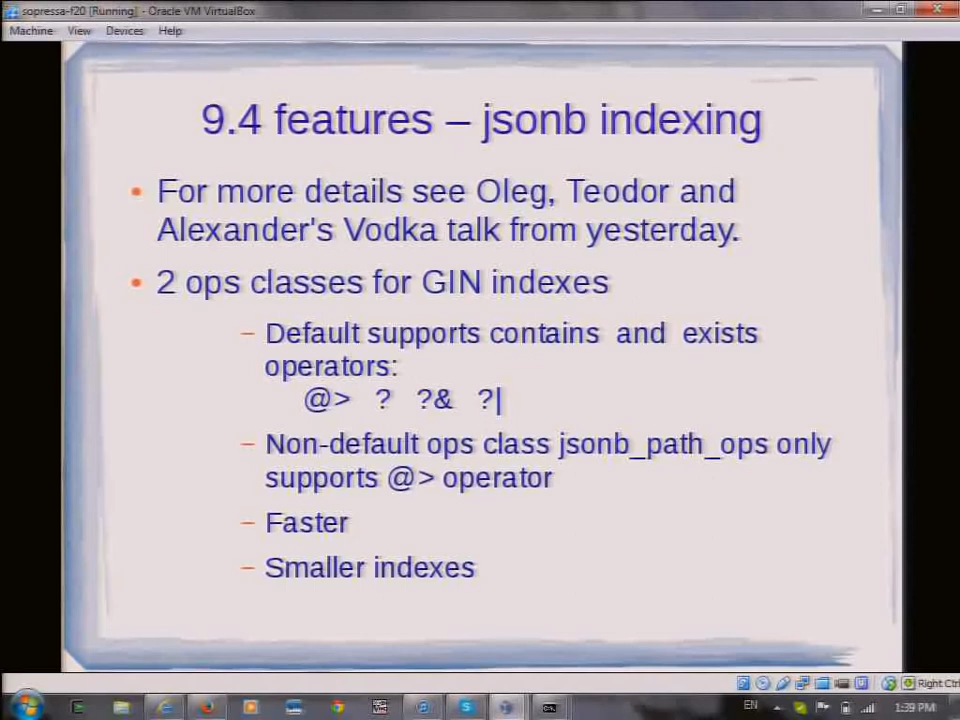 sopressa-f20 [Running] - Oracle VM VirtualBox
Machine View Devices Help
9.4 features – jsonb indexing
• For more details see Oleg, Teodor and
Alexander's Vodka talk from yesterday.
• 2 ops classes for GIN indexes
– Default supports contains and exists
operators:
@> ? ?& ?|
– Non-default ops class jsonb_path_ops only
supports @> operator
– Faster
– Smaller indexes
Right Ctrl
EN 1:39 PM